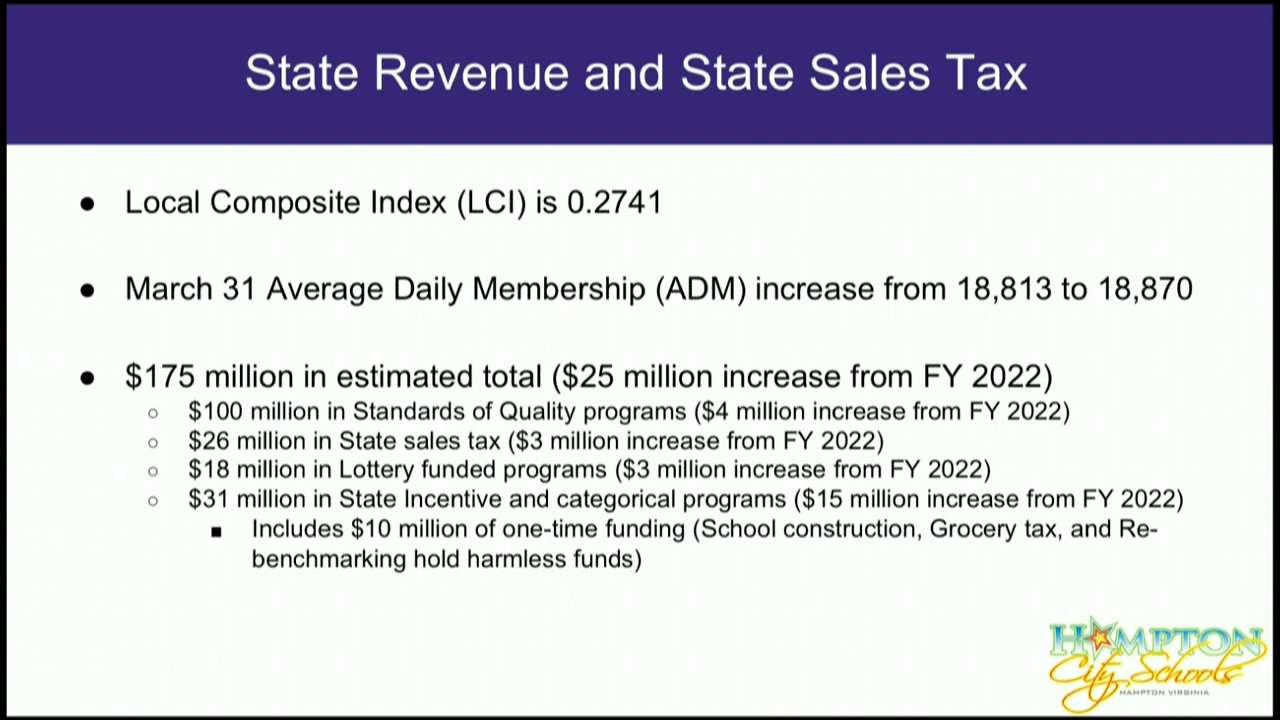 State Revenue and State Sales Tax
● Local Composite Index (LCI) is 0.2741
● March 31 Average Daily Membership (ADM) increase from 18,813 to 18,870
● $175 million in estimated total ($25 million increase from FY 2022)
○ $100 million in Standards of Quality programs ($4 million increase from FY 2022)
○ $26 million in State sales tax ($3 million increase from FY 2022)
○ $18 million in Lottery funded programs ($3 million increase from FY 2022)
○ $31 million in State Incentive and categorical programs ($15 million increase from FY 2022)
■ Includes $10 million of one-time funding (School construction, Grocery tax, and Re-
benchmarking hold harmless funds)
HAMPTON
City Schools
HAMPTON VIRGINIA